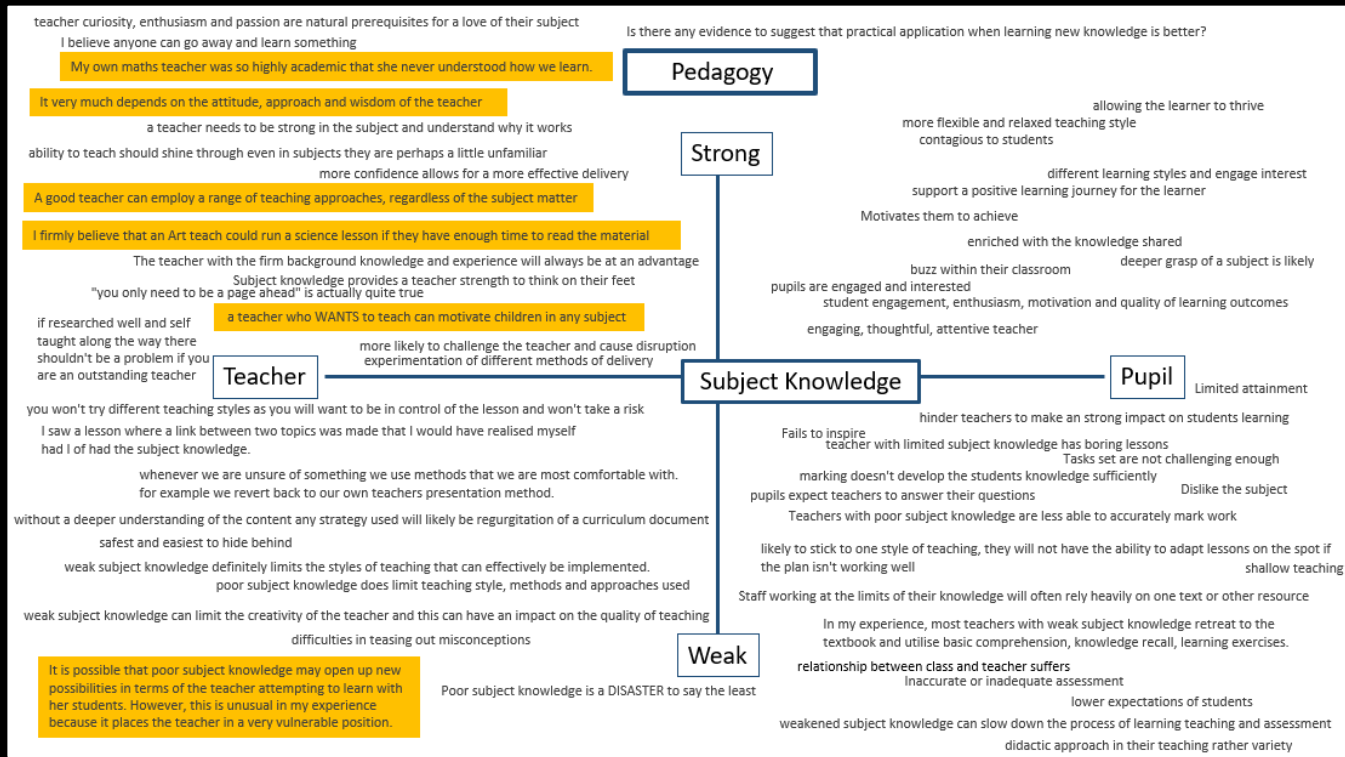 teacher curiosity, enthusiasm and passion are natural prerequisites for a love of their subject
I believe anyone can go away and learn something
My own maths teacher was so highly academic that she never understood how we learn.
It very much depends on the attitude, approach and wisdom of the teacher
a teacher needs to be strong in the subject and understand why it works
ability to teach should shine through even in subjects they are perhaps a little unfamiliar
more confidence allows for a more effective delivery
A good teacher can employ a range of teaching approaches, regardless of the subject matter
I firmly believe that an Art teach could run a science lesson if they have enough time to read the material
The teacher with the firm background knowledge and experience will always be at an advantage
Subject knowledge provides a teacher strength to think on their feet
"you only need to be a page ahead" is actually quite true
a teacher who WANTS to teach can motivate children in any subject
if researched well and self
taught along the way there
shouldn't be a problem if you
are an outstanding teacher
more likely to challenge the teacher and cause disruption
experimentation of different methods of delivery
Is there any evidence to suggest that practical application when learning new knowledge is better?
Pedagogy
Strong
allowing the learner to thrive
more flexible and relaxed teaching style
contagious to students
different learning styles and engage interest
support a positive learning journey for the learner
Motivates them to achieve
enriched with the knowledge shared
deeper grasp of a subject is likely
buzz within their classroom
pupils are engaged and interested
student engagement, enthusiasm, motivation and quality of learning outcomes
engaging, thoughtful, attentive teacher
Teacher
Subject Knowledge
Pupil
you won't try different teaching styles as you will want to be in control of the lesson and won't take a risk
I saw a lesson where a link between two topics was made that I would have realised myself
had I of had the subject knowledge.
whenever we are unsure of something we use methods that we are most comfortable with.
for example we revert back to our own teachers presentation method.
without a deeper understanding of the content any strategy used will likely be regurgitation of a curriculum document
safest and easiest to hide behind
weak subject knowledge definitely limits the styles of teaching that can effectively be implemented.
poor subject knowledge does limit teaching style, methods and approaches used
weak subject knowledge can limit the creativity of the teacher and this can have an impact on the quality of teaching
difficulties in teasing out misconceptions
It is possible that poor subject knowledge may open up new
possibilities in terms of the teacher attempting to learn with
her students. However, this is unusual in my experience
because it places the teacher in a very vulnerable position.
Weak
Poor subject knowledge is a DISASTER to say the least
Limited attainment
hinder teachers to make an strong impact on students learning
Fails to inspire
teacher with limited subject knowledge has boring lessons
Tasks set are not challenging enough
marking doesn't develop the students knowledge sufficiently
Dislike the subject
pupils expect teachers to answer their questions
Teachers with poor subject knowledge are less able to accurately mark work
likely to stick to one style of teaching, they will not have the ability to adapt lessons on the spot if
the plan isn't working well
shallow teaching
Staff working at the limits of their knowledge will often rely heavily on one text or other resource
In my experience, most teachers with weak subject knowledge retreat to the
textbook and utilise basic comprehension, knowledge recall, learning exercises.
relationship between class and teacher suffers
Inaccurate or inadequate assessment
lower expectations of students
weakened subject knowledge can slow down the process of learning teaching and assessment
didactic approach in their teaching rather variety